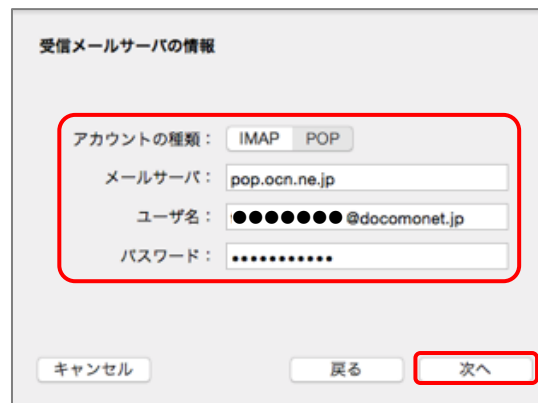 受信メールサーバの情報
アカウントの種類： IMAP POP
メールサーバ： pop.ocn.ne.jp
ユーザ名： ●●●●●●●@docomonet.jp
パスワード： •••••••••••
キャンセル 戻る 次へ